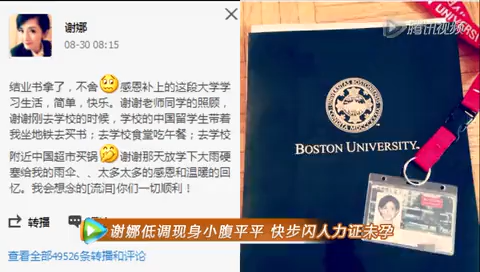 谢娜
08-30 08:15
结业书拿了，不舍感恩补上的这段大学学
习生活，简单，快乐。谢谢老师同学的照顾，
谢谢刚去学校的时候，学校的中国留学生带着
我坐地铁去买书；去学校食堂吃午餐；去学校
附近中国超市买锅谢谢那天放学下大雨硬
塞给我的雨伞、、太多太多的感恩和温暖的回
忆。我会想念的[流泪]你们一切顺利！
转播
查看全部49526条转播和评论
腾讯视频
BOSTON UNIVERSITY
谢娜低调现身小腹平平 快步闪人力证未孕